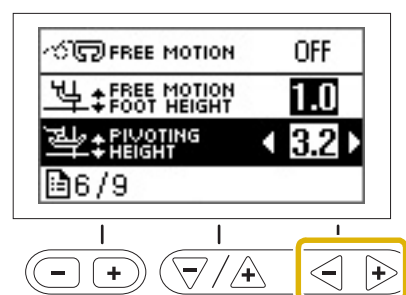 FREE MOTION OFF
FREE MOTION FOOT HEIGHT 1.0
PIVOTING HEIGHT 3.2
6/9
- + - / + - +